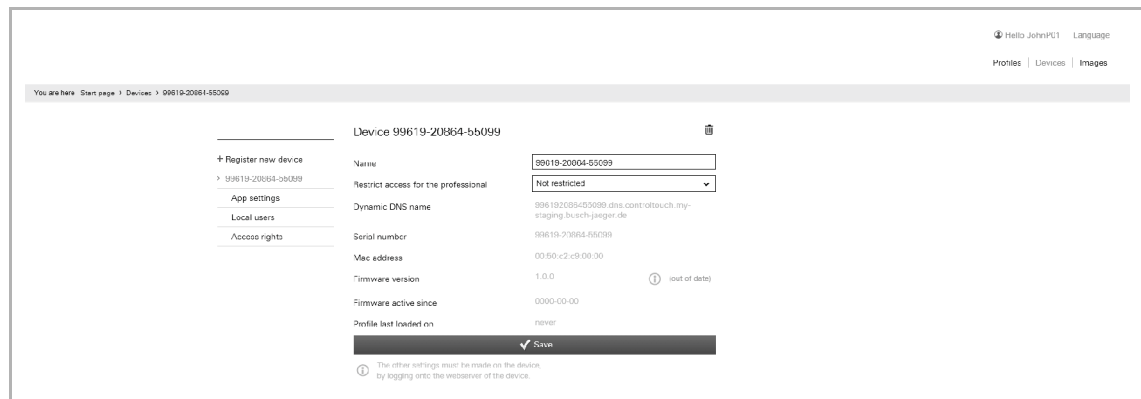 Hello JohnP01 Language
Profiles | Devices | Images
You are here Start page > Devices > 99619-20864-55099
Device 99619-20864-55099
+ Register new device
> 99619-20864-55099
App settings
Local users
Access rights
Name 99619-20864-55099
Restrict access for the professional Not restricted
Dynamic DNS name 996192086455099.dns.controltouch.my-
staging.busch-jaeger.de
Serial number 99619-20864-55099
Mac address 00:50:c2:c9:00:00
Firmware version 1.0.0 (out of date)
Firmware active since 0000-00-00
Profile last loaded on never
Save
The other settings must be made on the device,
by logging onto the webserver of the device.